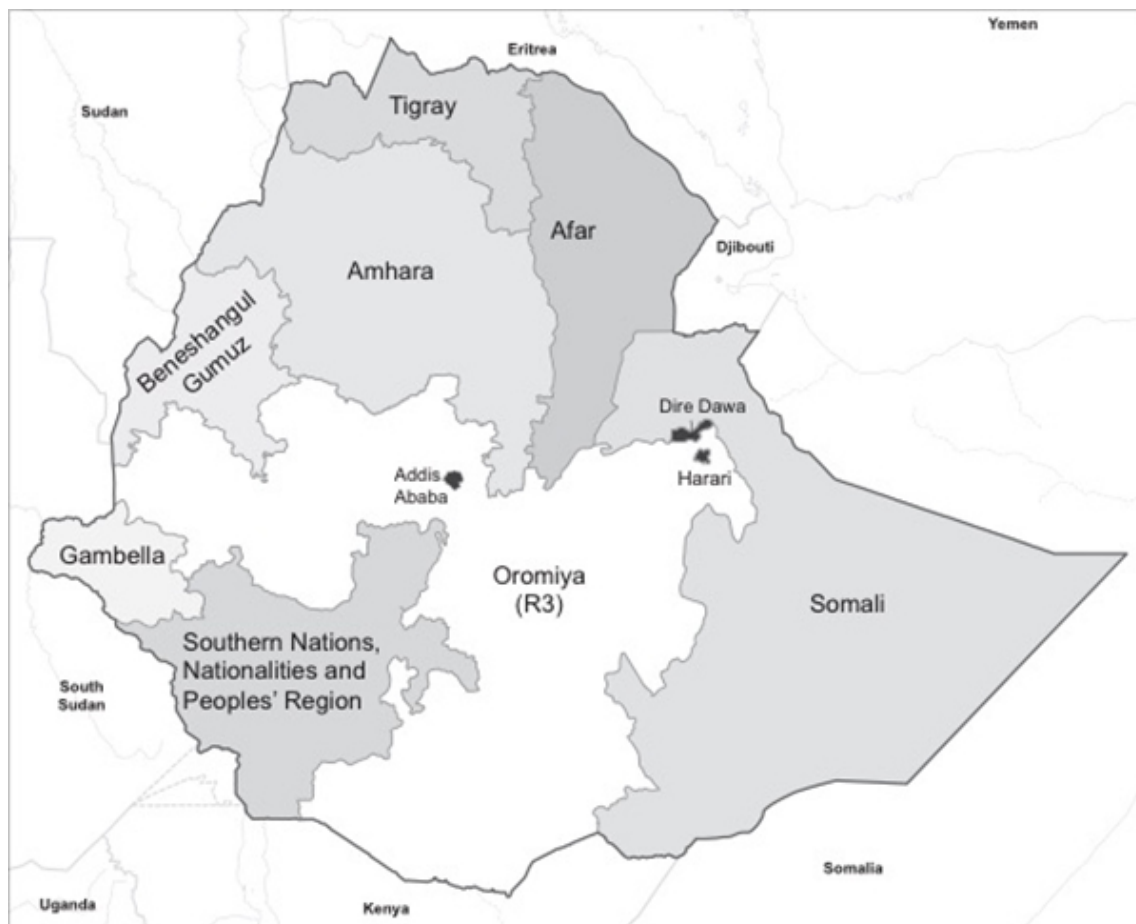 Yemen
Eritrea
Sudan
Tigray
Afar
Djibouti
Amhara
Beneshangul
Gumuz
Dire Dawa
Addis
Ababa
Harari
Gambella
Oromiya
(R3)
Somali
Southern Nations,
Nationalities and
Peoples’ Region
South
Sudan
Somalia
Uganda
Kenya